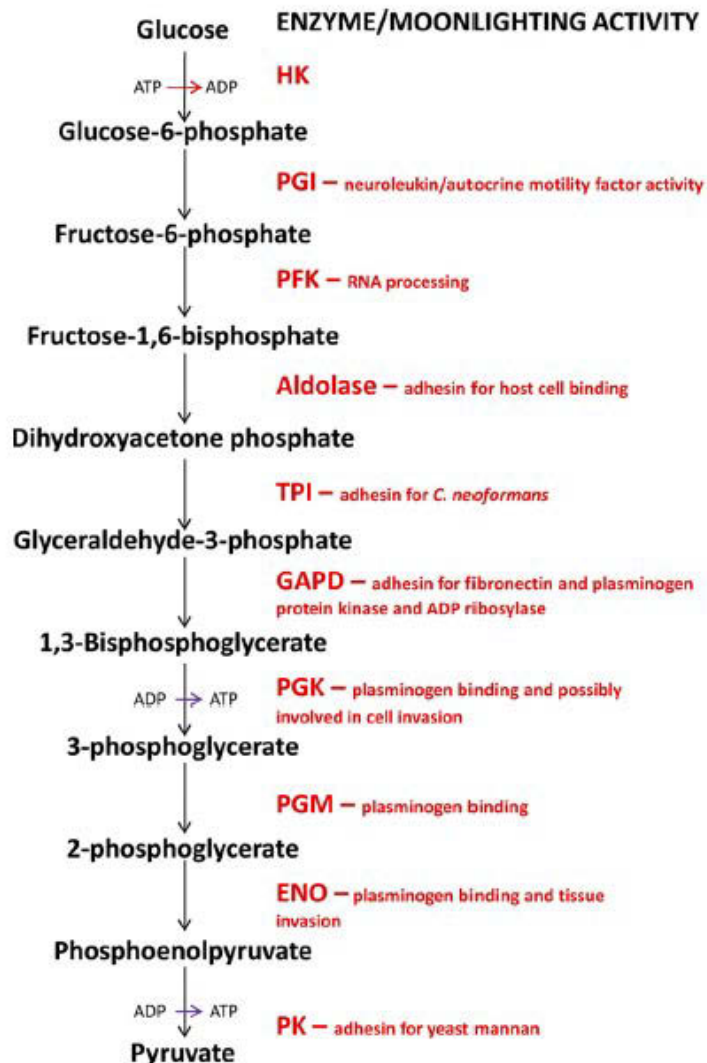 Glucose
ENZYME/MOONLIGHTING ACTIVITY
ATP
ADP
HK
Glucose-6-phosphate
PGI – neuroleukin/autocrine motility factor activity
Fructose-6-phosphate
PFK – RNA processing
Fructose-1,6-bisphosphate
Aldolase – adhesin for host cell binding
Dihydroxyacetone phosphate
TPI – adhesin for C. neoformans
Glyceraldehyde-3-phosphate
GAPD – adhesin for fibronectin and plasminogen
protein kinase and ADP ribosylase
1,3-Bisphosphoglycerate
ADP
ATP
PGK – plasminogen binding and possibly
involved in cell invasion
3-phosphoglycerate
PGM – plasminogen binding
2-phosphoglycerate
ENO – plasminogen binding and tissue
invasion
Phosphoenolpyruvate
ADP
ATP
PK – adhesin for yeast mannan
Pyruvate